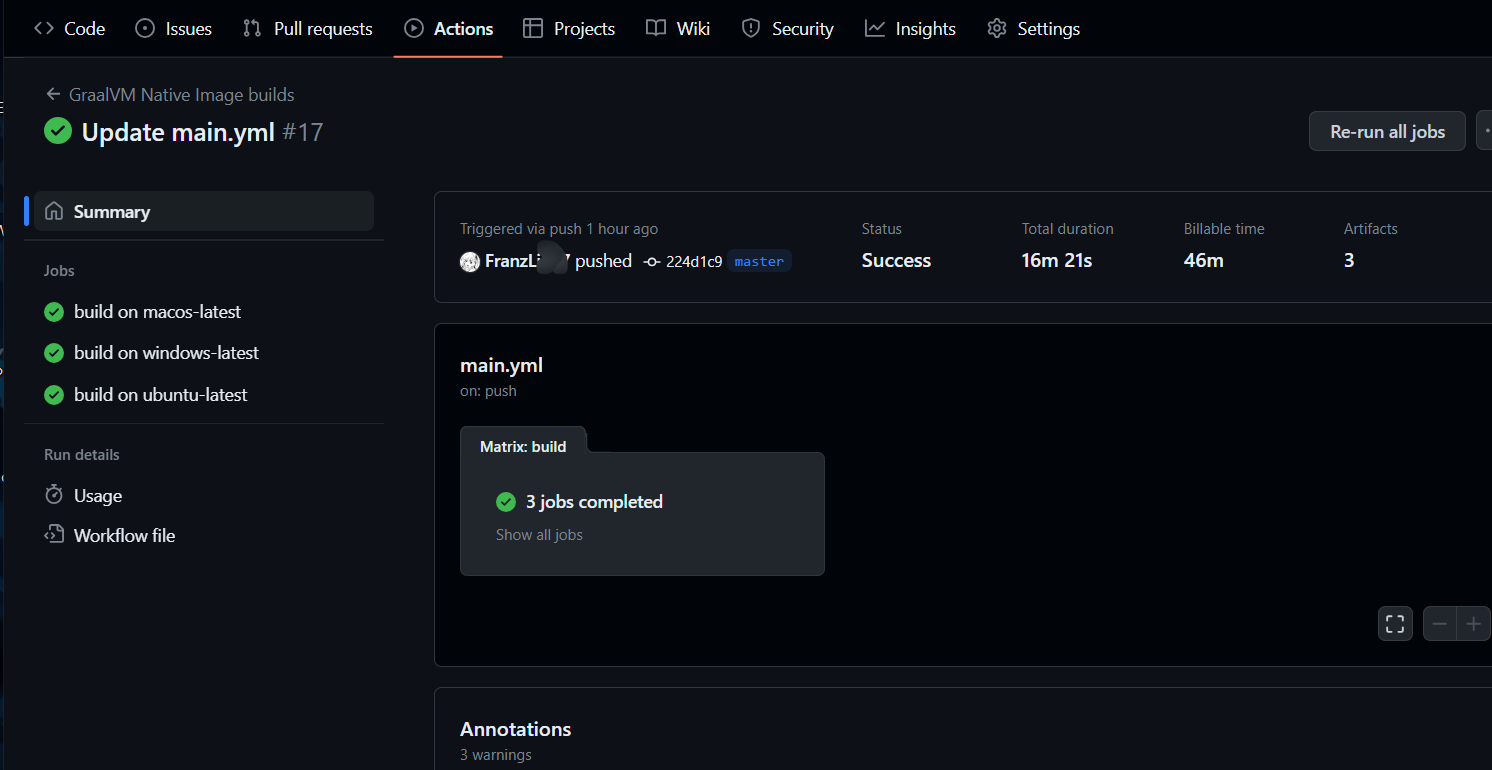 Code Issues Pull requests Actions Projects Wiki Security Insights Settings
GraalVM Native Image builds
Update main.yml #17
Re-run all jobs
Summary
Jobs
build on macos-latest
build on windows-latest
build on ubuntu-latest
Run details
Usage
Workflow file
Triggered via push 1 hour ago
pushed 224d1c9 master
Status
Success
Total duration
16m 21s
Billable time
46m
Artifacts
3
main.yml
on: push
Matrix: build
3 jobs completed
Show all jobs
Annotations
3 warnings